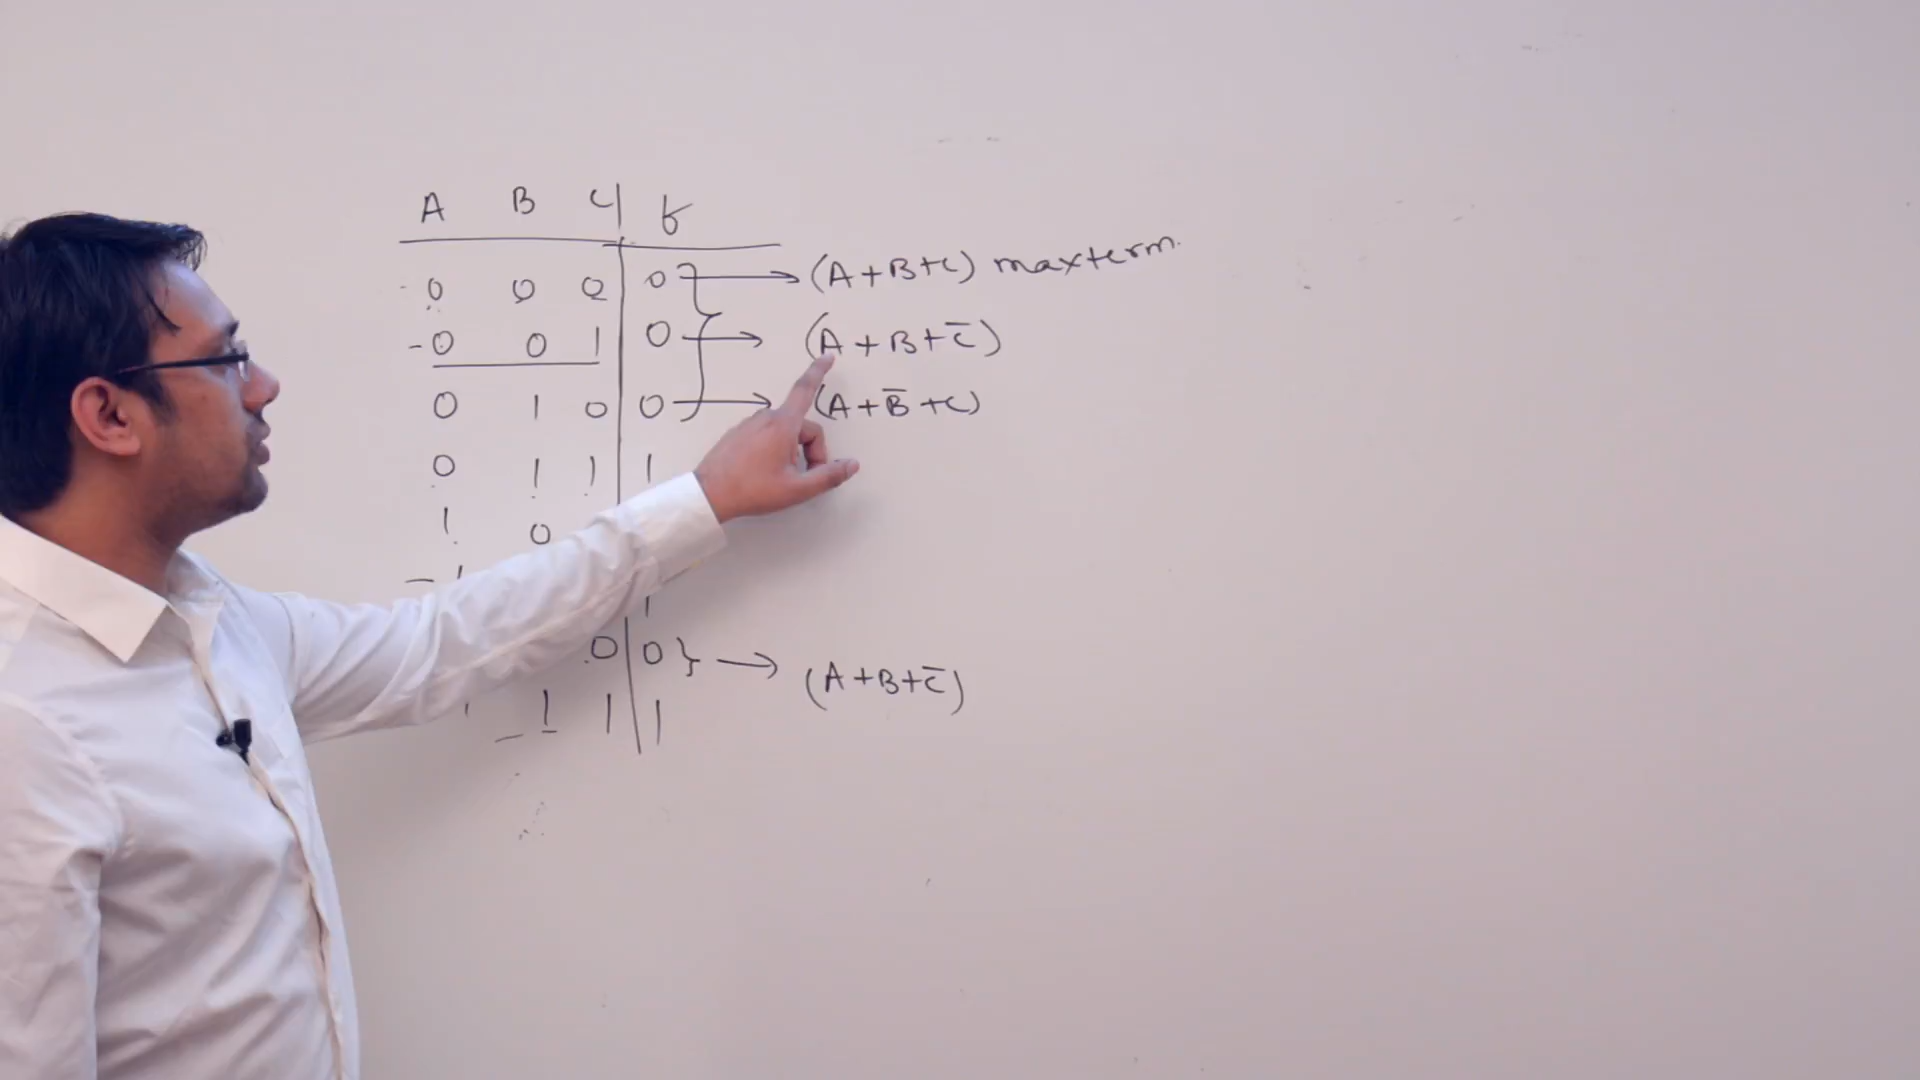 A B C f
0 0 0 0 → (A+B+C) maxterm.
0 0 1 0 → (A+B+C̅)
0 1 0 0 → (A+B̅+C)
0 1 1 1
1 0
1
0 0 } → (A+B+C̅)
1 1 1